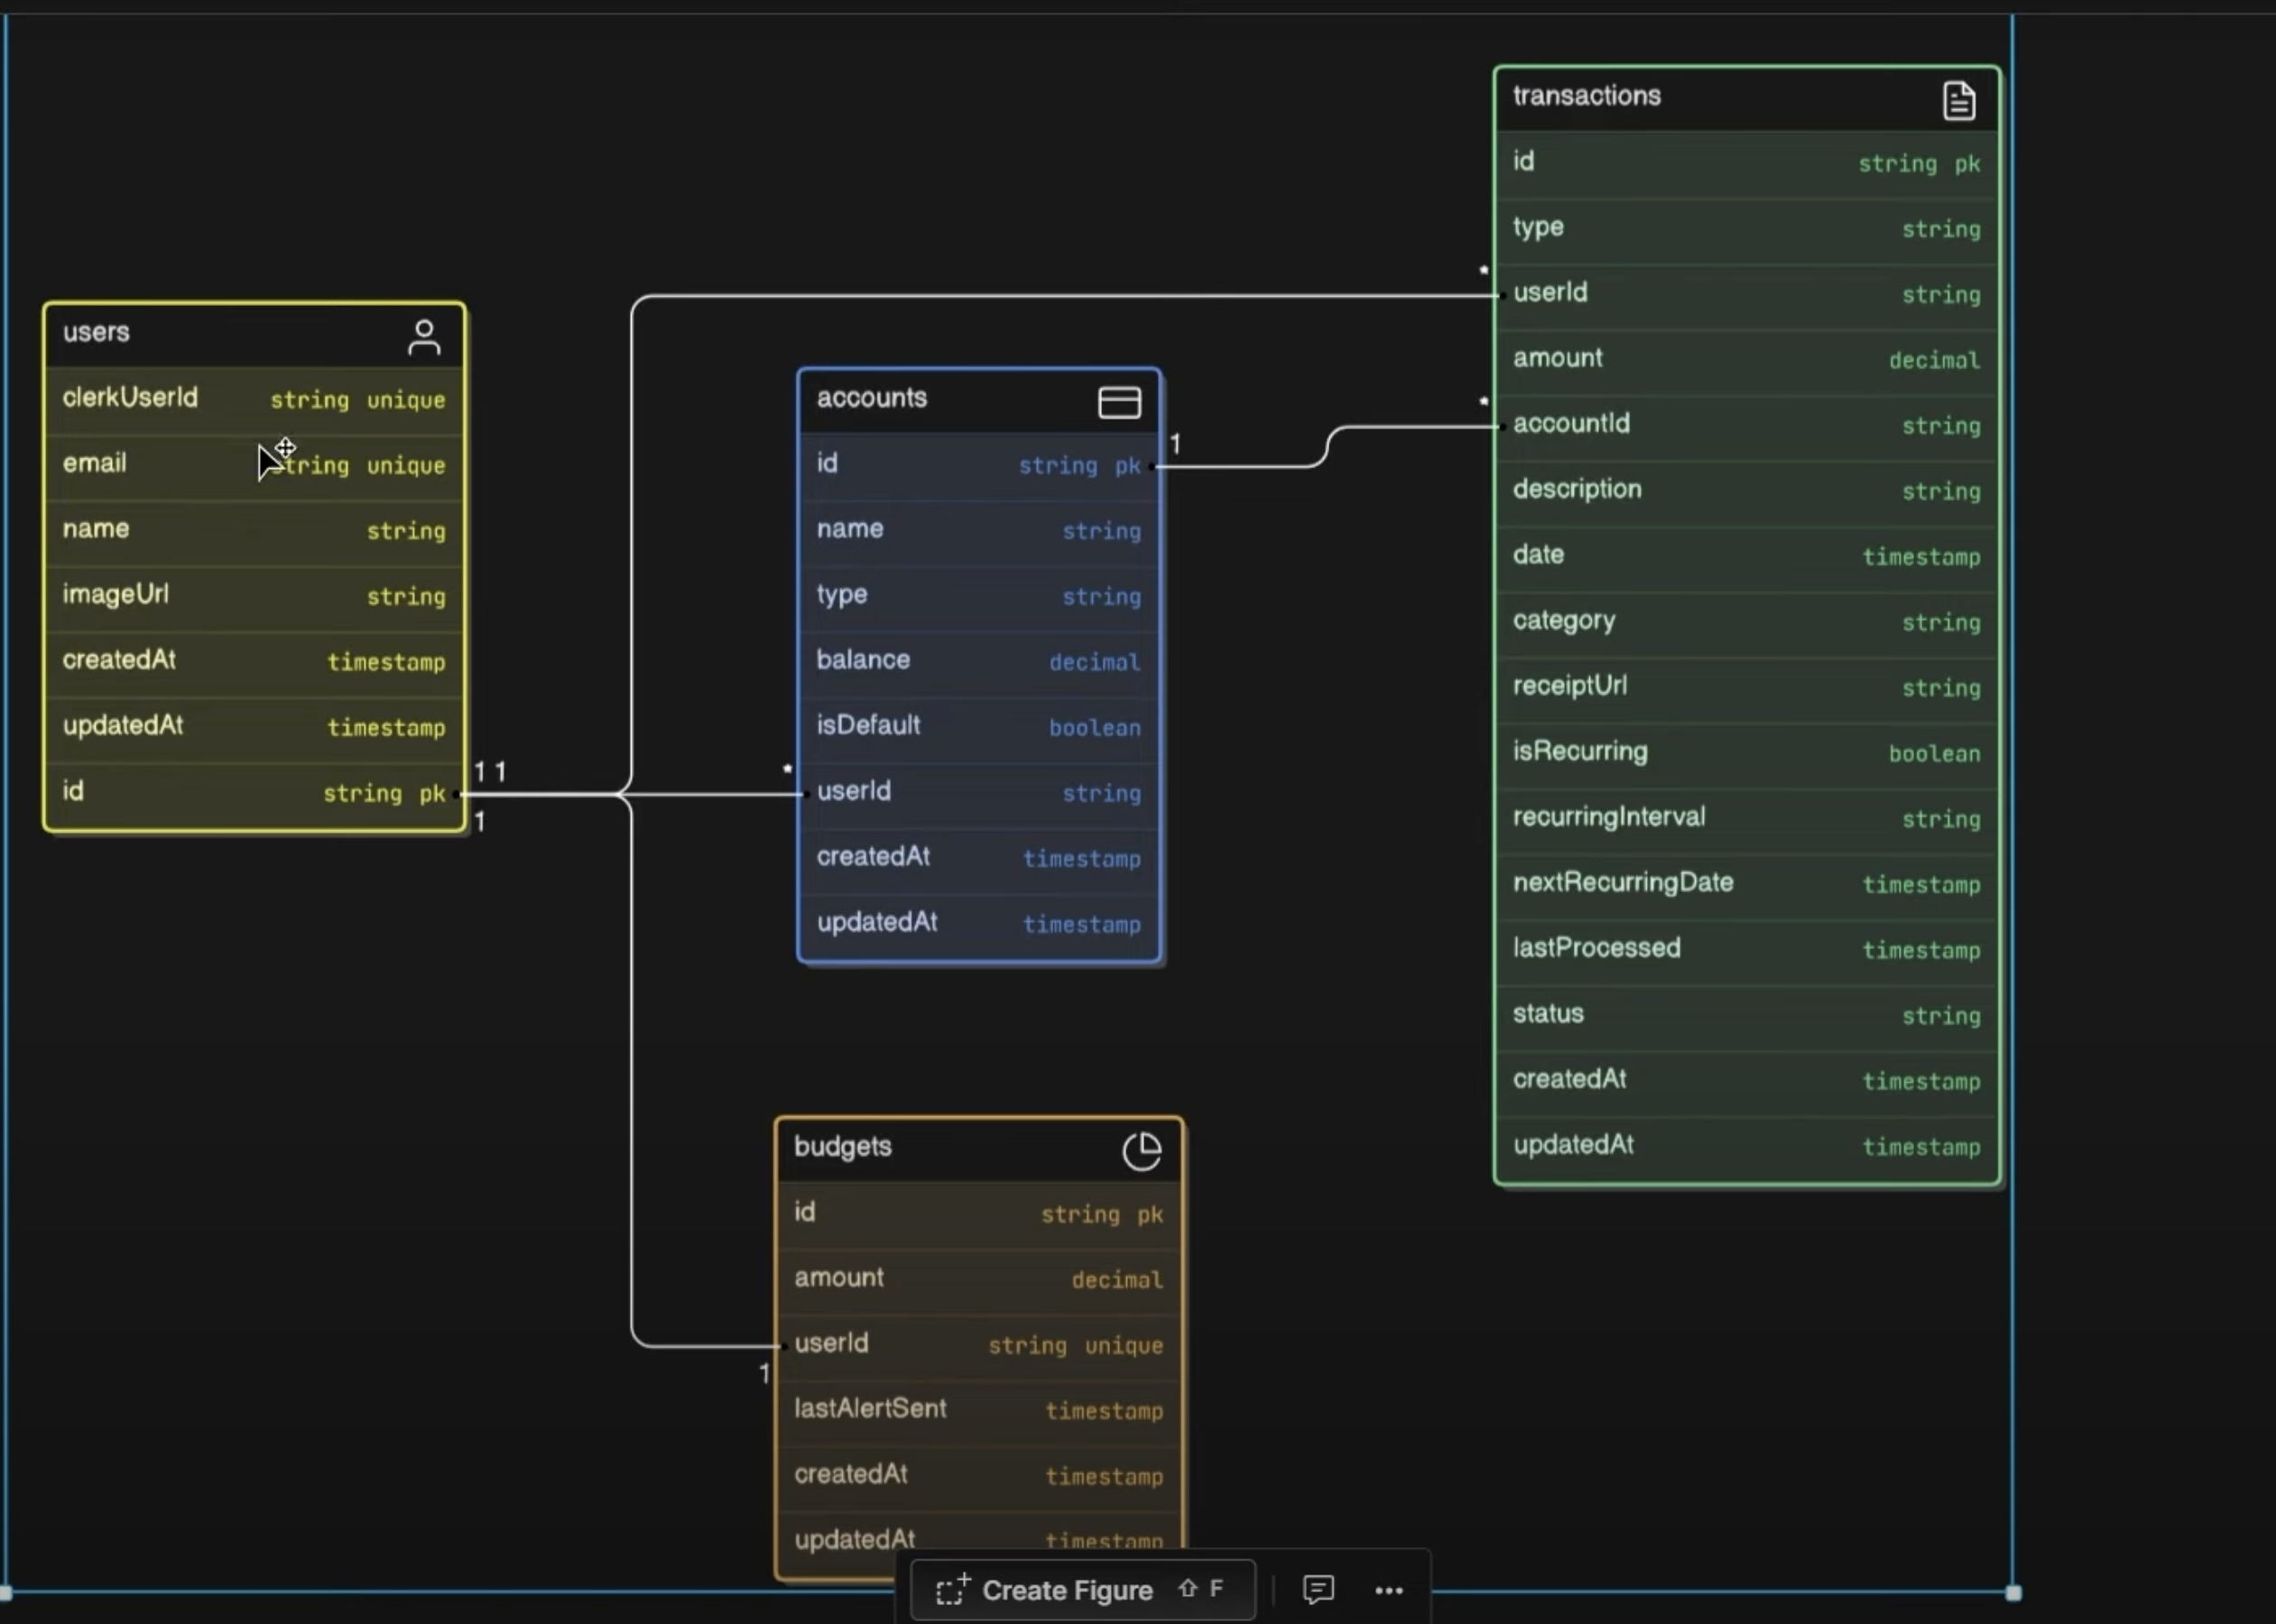 users
clerkUserId string unique
email string unique
name string
imageUrl string
createdAt timestamp
updatedAt timestamp
id string pk
1 1
1
accounts
id string pk
1
name string
type string
balance decimal
isDefault boolean
*
userId string
createdAt timestamp
updatedAt timestamp
budgets
id string pk
amount decimal
userId string unique
1
lastAlertSent timestamp
createdAt timestamp
updatedAt timestamp
transactions
id string pk
type string
*
userId string
amount decimal
*
accountId string
description string
date timestamp
category string
receiptUrl string
isRecurring boolean
recurringInterval string
nextRecurringDate timestamp
lastProcessed timestamp
status string
createdAt timestamp
updatedAt timestamp
Create Figure ⇧ F